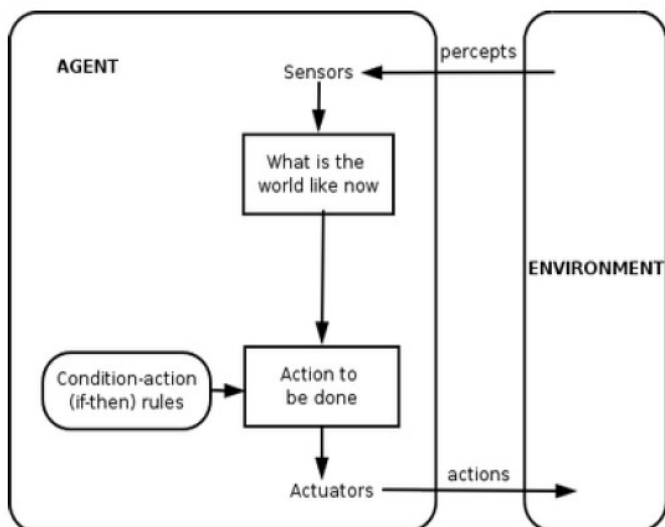 AGENT
Sensors
percepts
What is the
world like now
ENVIRONMENT
Condition-action
(if-then) rules
Action to
be done
Actuators
actions